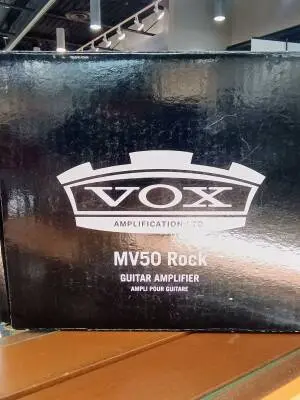 VOX
AMPLIFICATION LTD
MV50 Rock
GUITAR AMPLIFIER
AMPLI POUR GUITARE